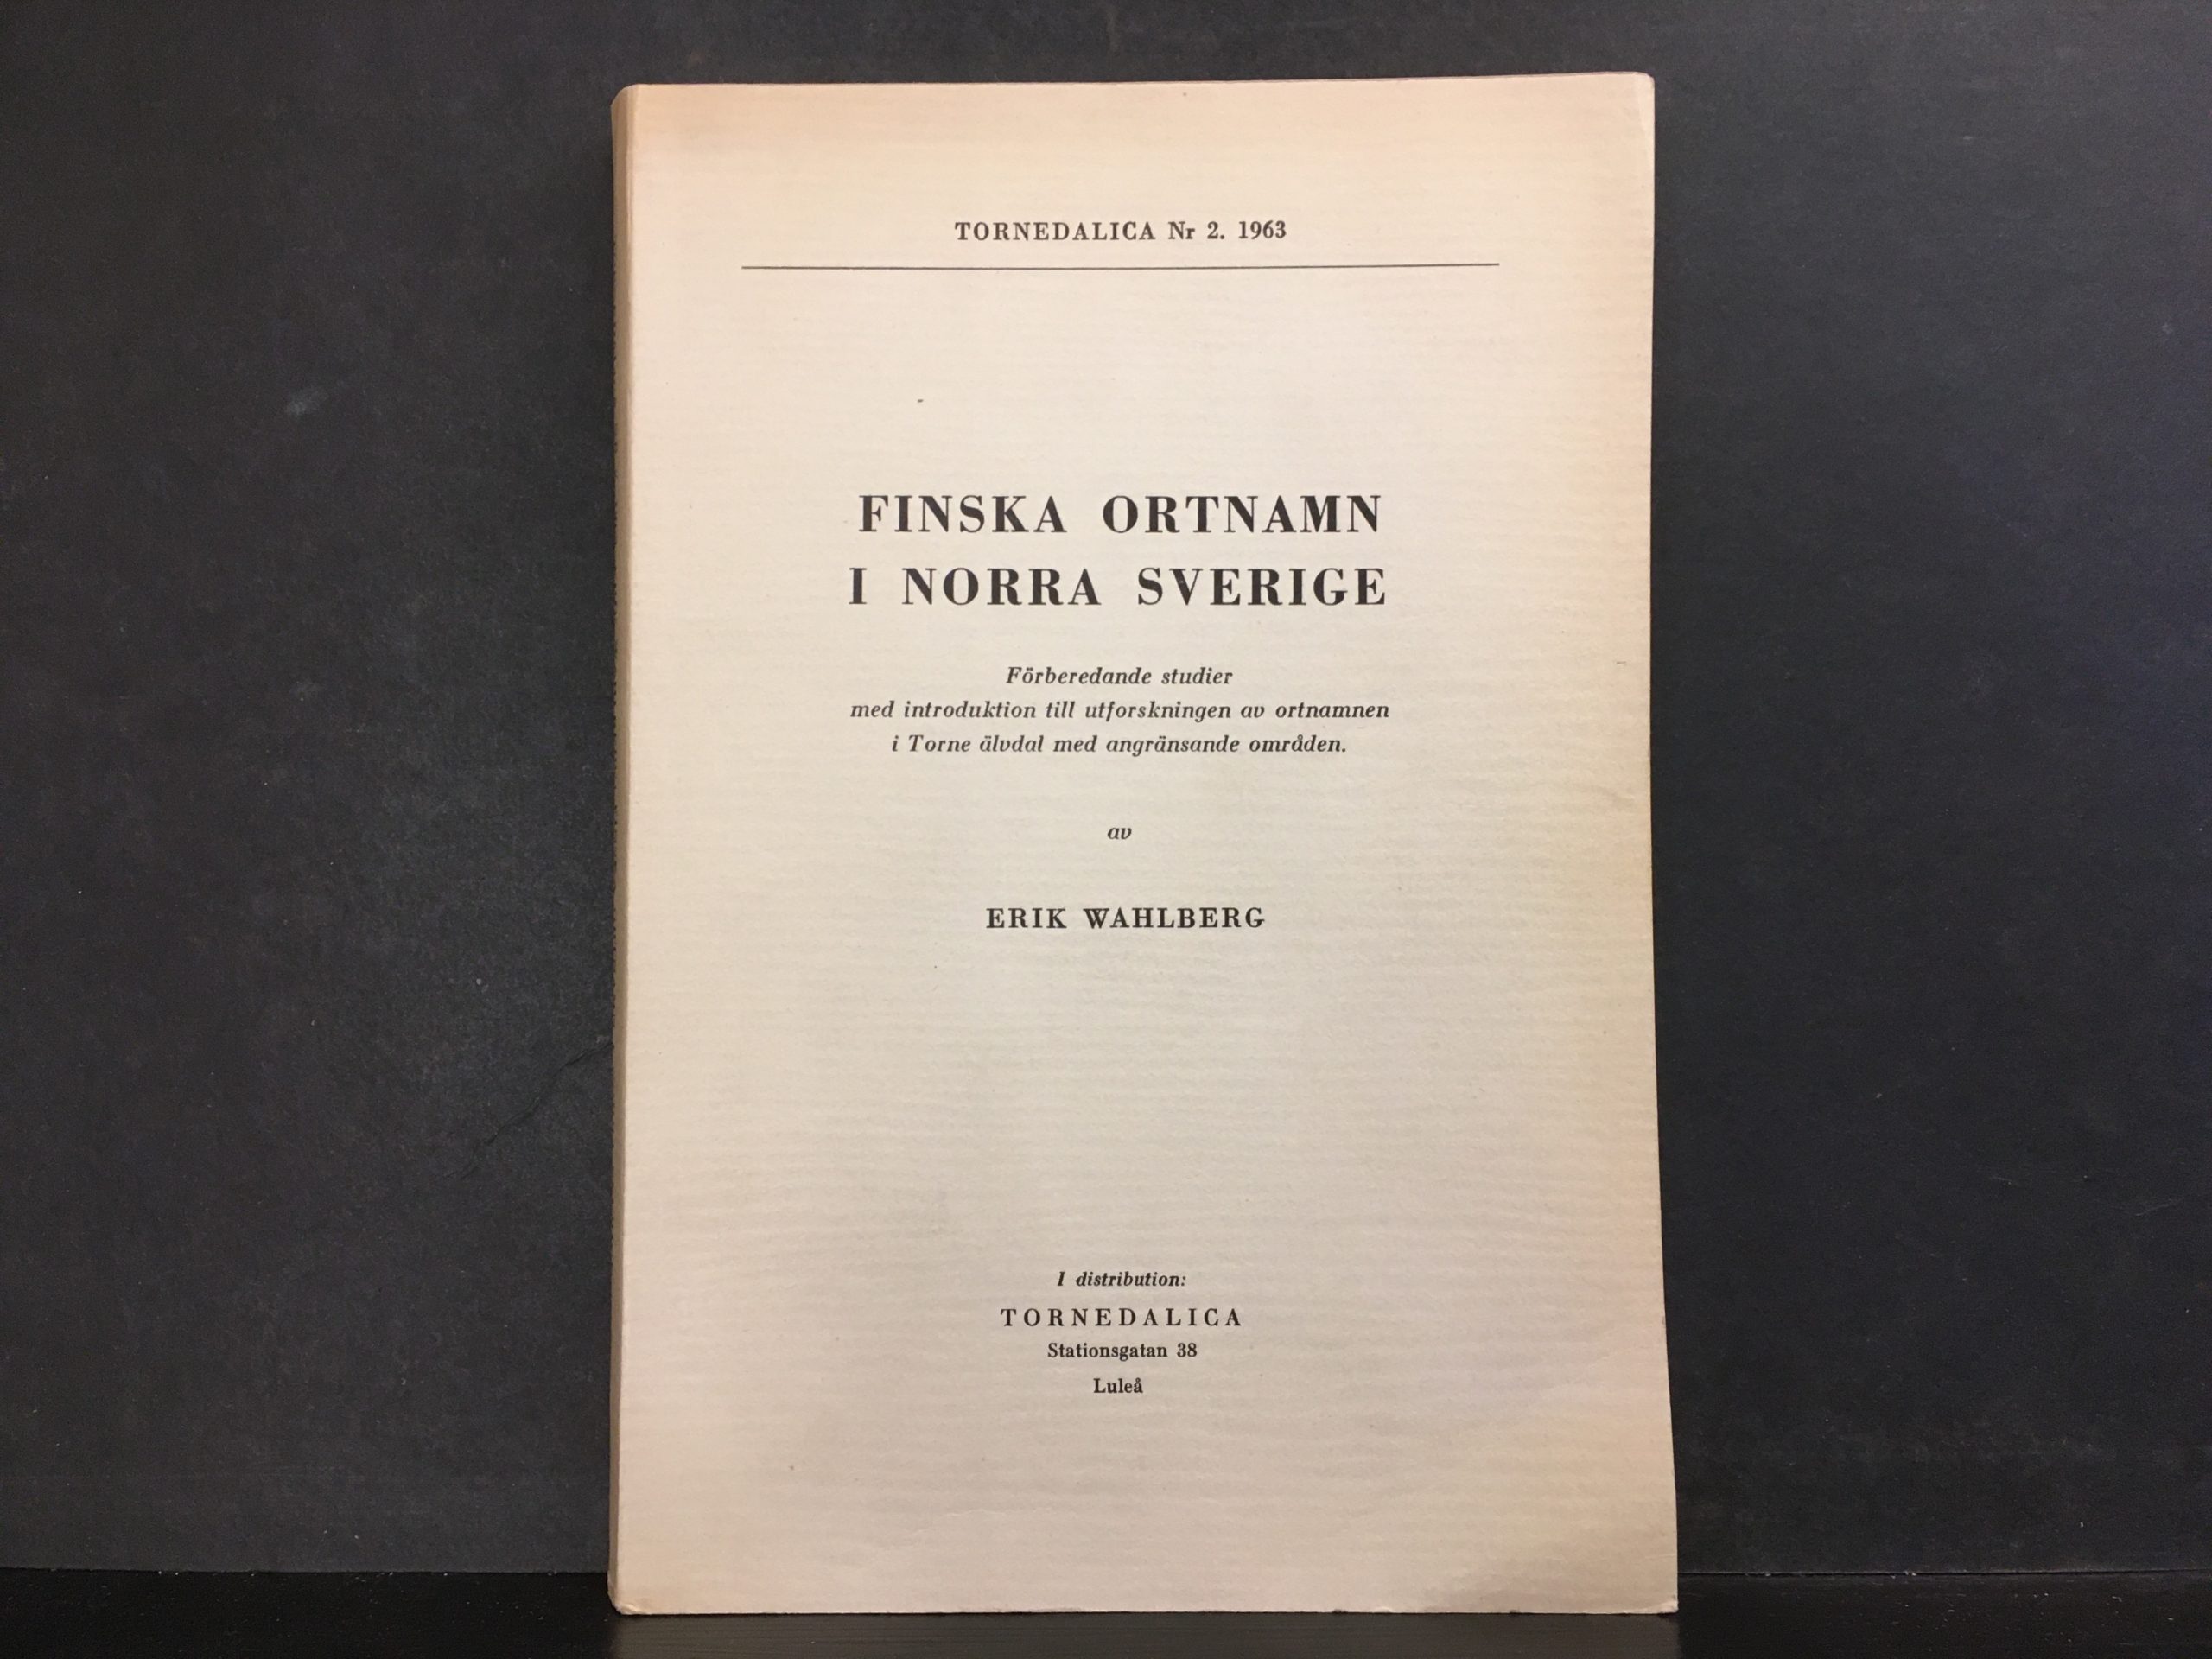 TORNEDALICA Nr 2. 1963
FINSKA ORTNAMN
I NORRA SVERIGE
Förberedande studier
med introduktion till utforskningen av ortnamnen
i Torne älvdal med angränsande områden.
av
ERIK WAHLBERG
I distribution:
TORNEDALICA
Stationsgatan 38
Luleå